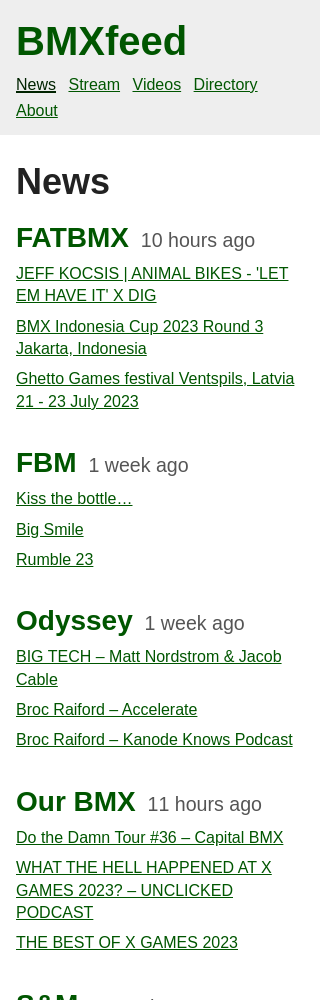 BMXfeed
News Stream Videos Directory
About
News
FATBMX 10 hours ago
JEFF KOCSIS | ANIMAL BIKES - 'LET
EM HAVE IT' X DIG
BMX Indonesia Cup 2023 Round 3
Jakarta, Indonesia
Ghetto Games festival Ventspils, Latvia
21 - 23 July 2023
FBM 1 week ago
Kiss the bottle…
Big Smile
Rumble 23
Odyssey 1 week ago
BIG TECH – Matt Nordstrom & Jacob
Cable
Broc Raiford – Accelerate
Broc Raiford – Kanode Knows Podcast
Our BMX 11 hours ago
Do the Damn Tour #36 – Capital BMX
WHAT THE HELL HAPPENED AT X
GAMES 2023? – UNCLICKED
PODCAST
THE BEST OF X GAMES 2023
S&M